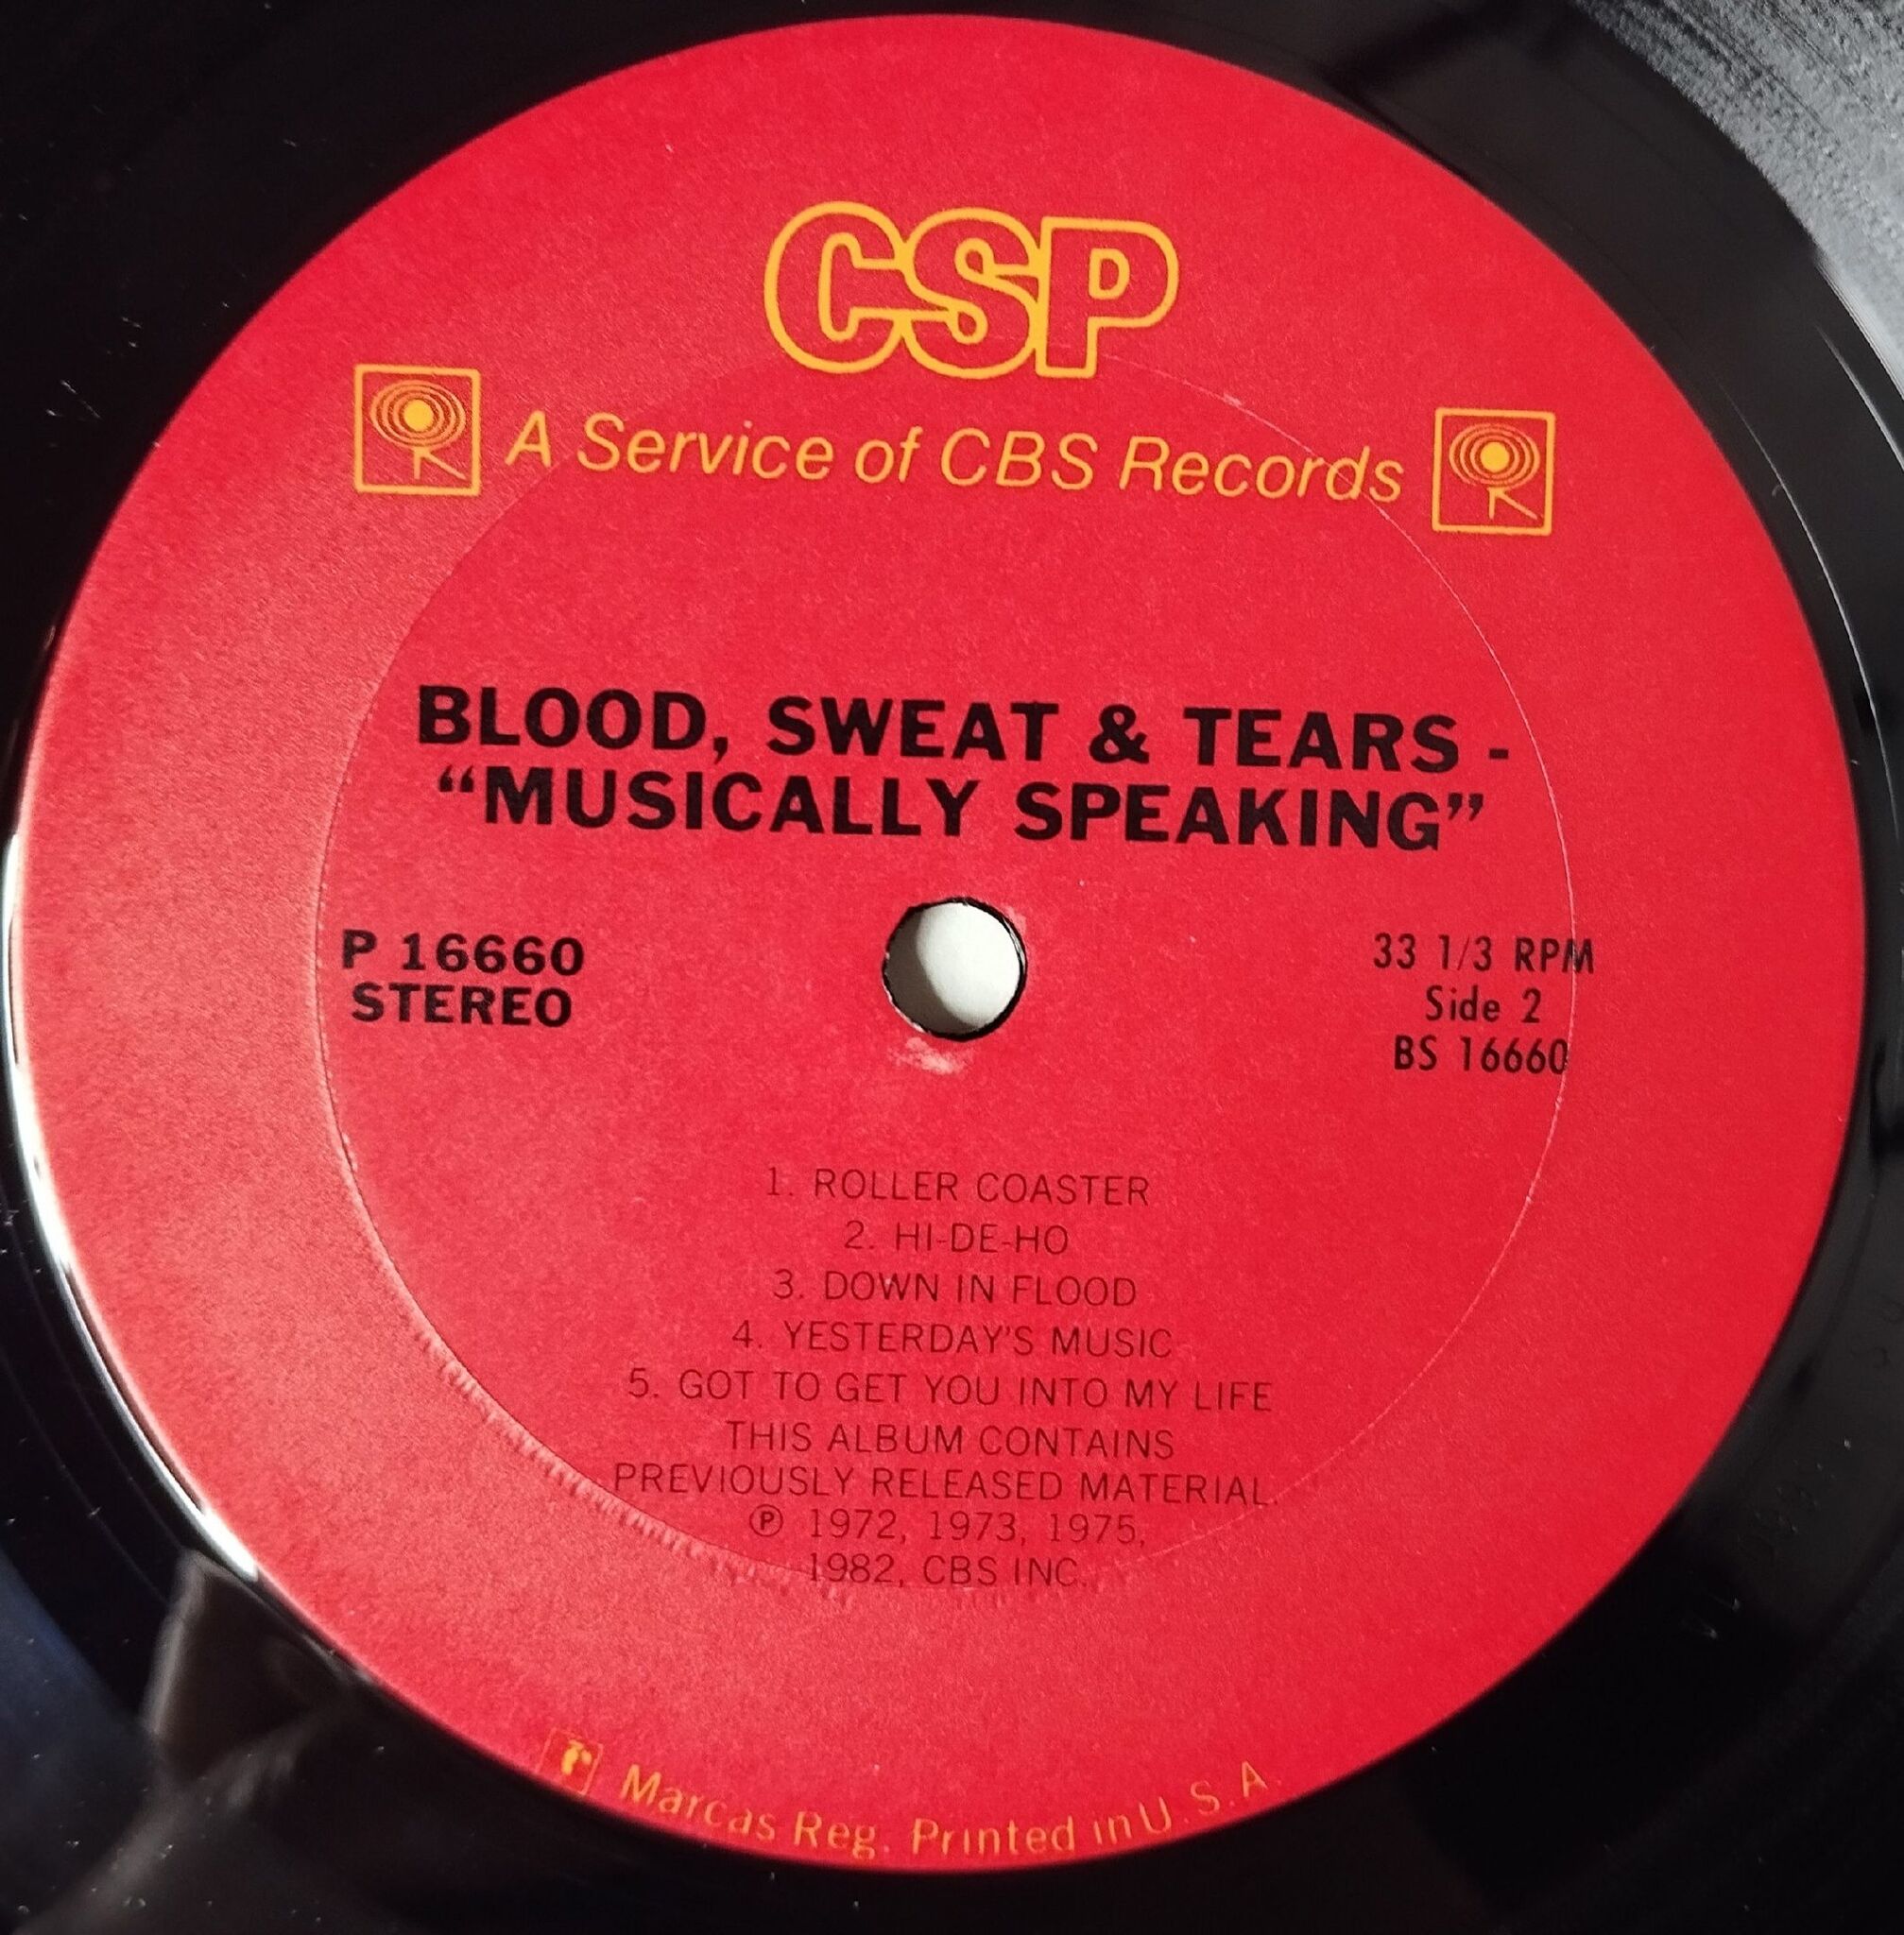 CSP
A Service of CBS Records
BLOOD, SWEAT & TEARS -
“MUSICALLY SPEAKING”
P 16660
STEREO
33 1/3 RPM
Side 2
BS 16660
1. ROLLER COASTER
2. HI-DE-HO
3. DOWN IN FLOOD
4. YESTERDAY'S MUSIC
5. GOT TO GET YOU INTO MY LIFE
THIS ALBUM CONTAINS
PREVIOUSLY RELEASED MATERIAL.
Ⓟ 1972, 1973, 1975,
1982, CBS INC.
Marcas Reg. Printed in U.S.A.